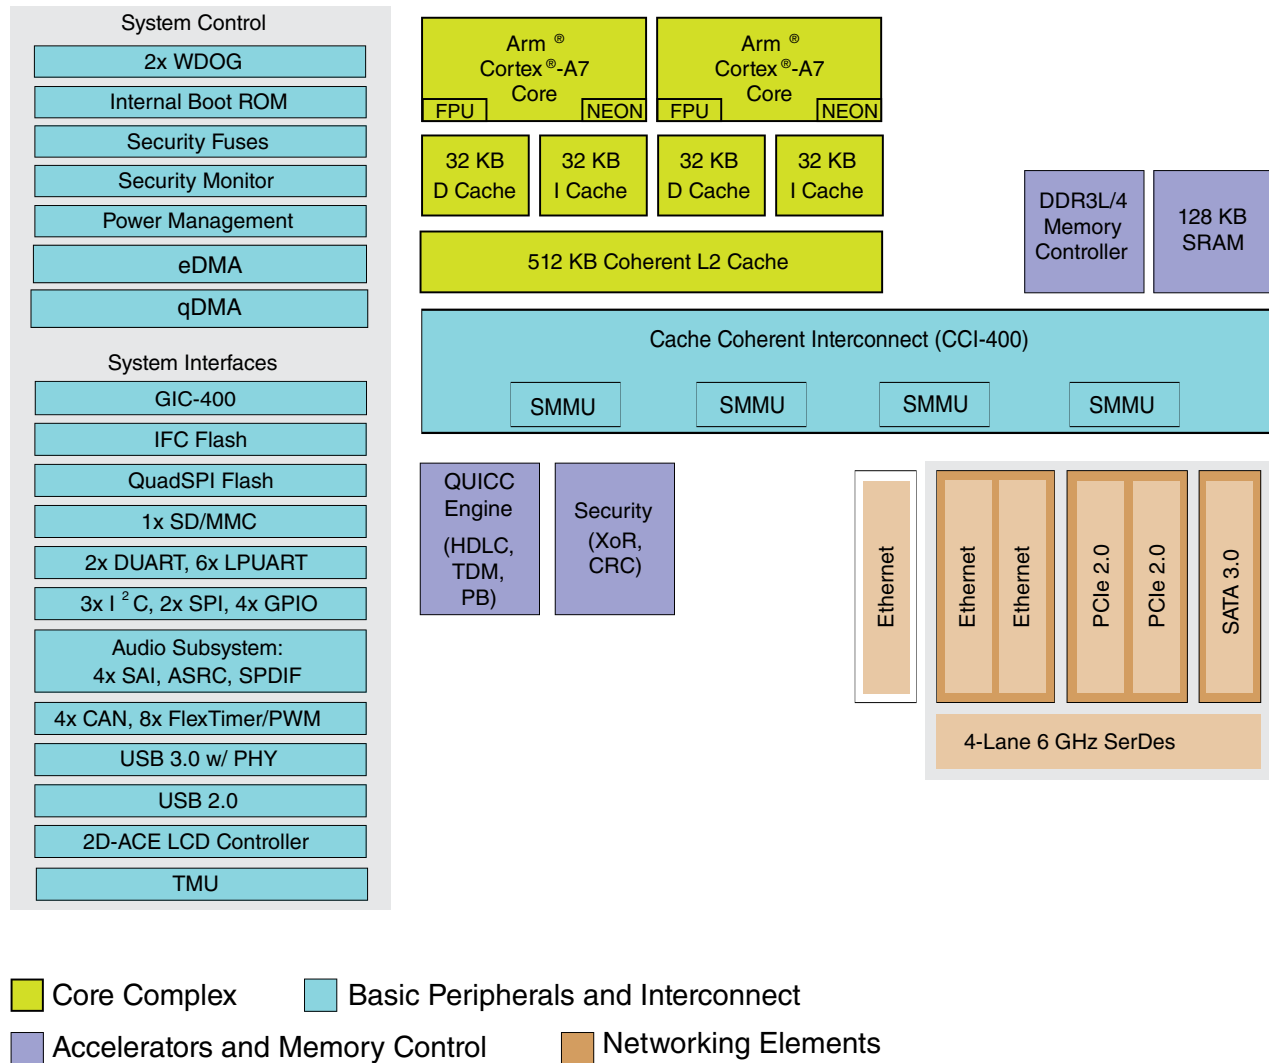 System Control
2x WDOG
Internal Boot ROM
Security Fuses
Security Monitor
Power Management
eDMA
qDMA
System Interfaces
GIC-400
IFC Flash
QuadSPI Flash
1x SD/MMC
2x DUART, 6x LPUART
3x I²C, 2x SPI, 4x GPIO
Audio Subsystem:
4x SAI, ASRC, SPDIF
4x CAN, 8x FlexTimer/PWM
USB 3.0 w/ PHY
USB 2.0
2D-ACE LCD Controller
TMU
Arm ®
Cortex®-A7
Core
FPU
NEON
Arm ®
Cortex®-A7
Core
FPU
NEON
32 KB
D Cache
32 KB
I Cache
32 KB
D Cache
32 KB
I Cache
512 KB Coherent L2 Cache
DDR3L/4
Memory
Controller
128 KB
SRAM
Cache Coherent Interconnect (CCI-400)
SMMU
SMMU
SMMU
SMMU
QUICC
Engine
(HDLC,
TDM,
PB)
Security
(XoR,
CRC)
Ethernet
Ethernet
Ethernet
PCIe 2.0
PCIe 2.0
SATA 3.0
4-Lane 6 GHz SerDes
Core Complex
Basic Peripherals and Interconnect
Accelerators and Memory Control
Networking Elements